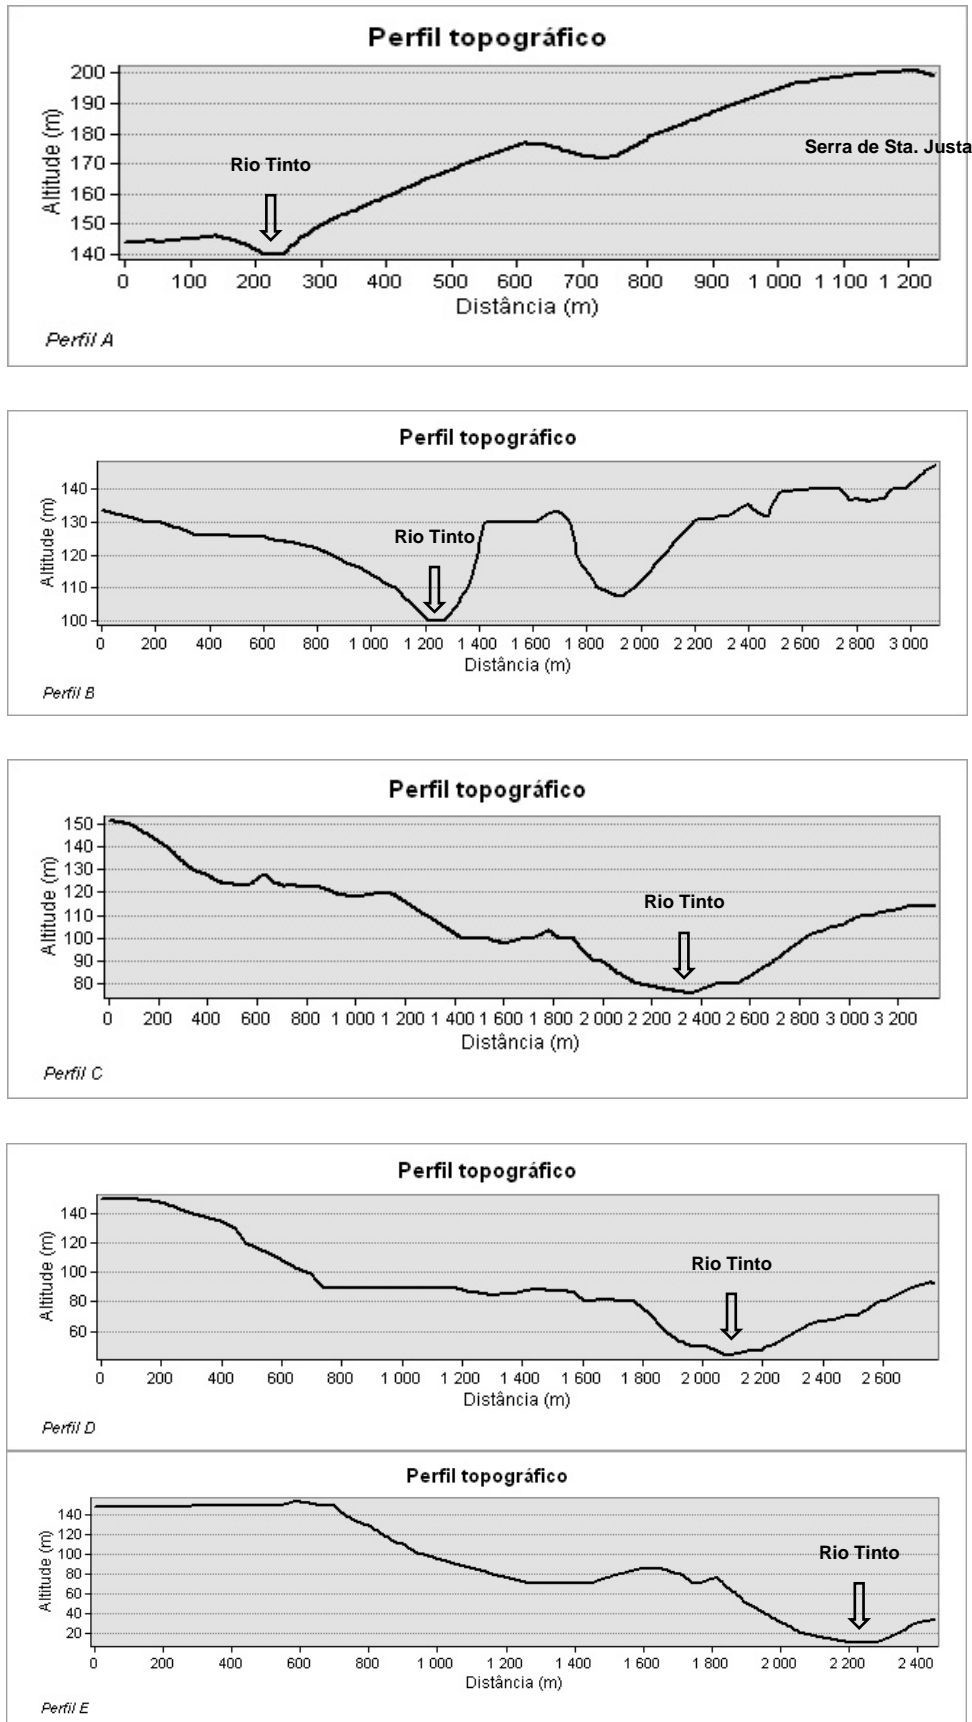 Perfil topográfico
Altitude (m)
200
190
180
170
160
150
140
Rio Tinto
Serra de Sta. Justa
0 100 200 300 400 500 600 700 800 900 1 000 1 100 1 200
Distância (m)
Perfil A
Perfil topográfico
Altitude (m)
140
130
120
110
100
Rio Tinto
0 200 400 600 800 1 000 1 200 1 400 1 600 1 800 2 000 2 200 2 400 2 600 2 800 3 000
Distância (m)
Perfil B
Perfil topográfico
Altitude (m)
150
140
130
120
110
100
90
80
Rio Tinto
0 200 400 600 800 1 000 1 200 1 400 1 600 1 800 2 000 2 200 2 400 2 600 2 800 3 000 3 200
Distância (m)
Perfil C
Perfil topográfico
Altitude (m)
140
120
100
80
60
Rio Tinto
0 200 400 600 800 1 000 1 200 1 400 1 600 1 800 2 000 2 200 2 400 2 600
Distância (m)
Perfil D
Perfil topográfico
Altitude (m)
140
120
100
80
60
40
20
Rio Tinto
0 200 400 600 800 1 000 1 200 1 400 1 600 1 800 2 000 2 200 2 400
Distância (m)
Perfil E